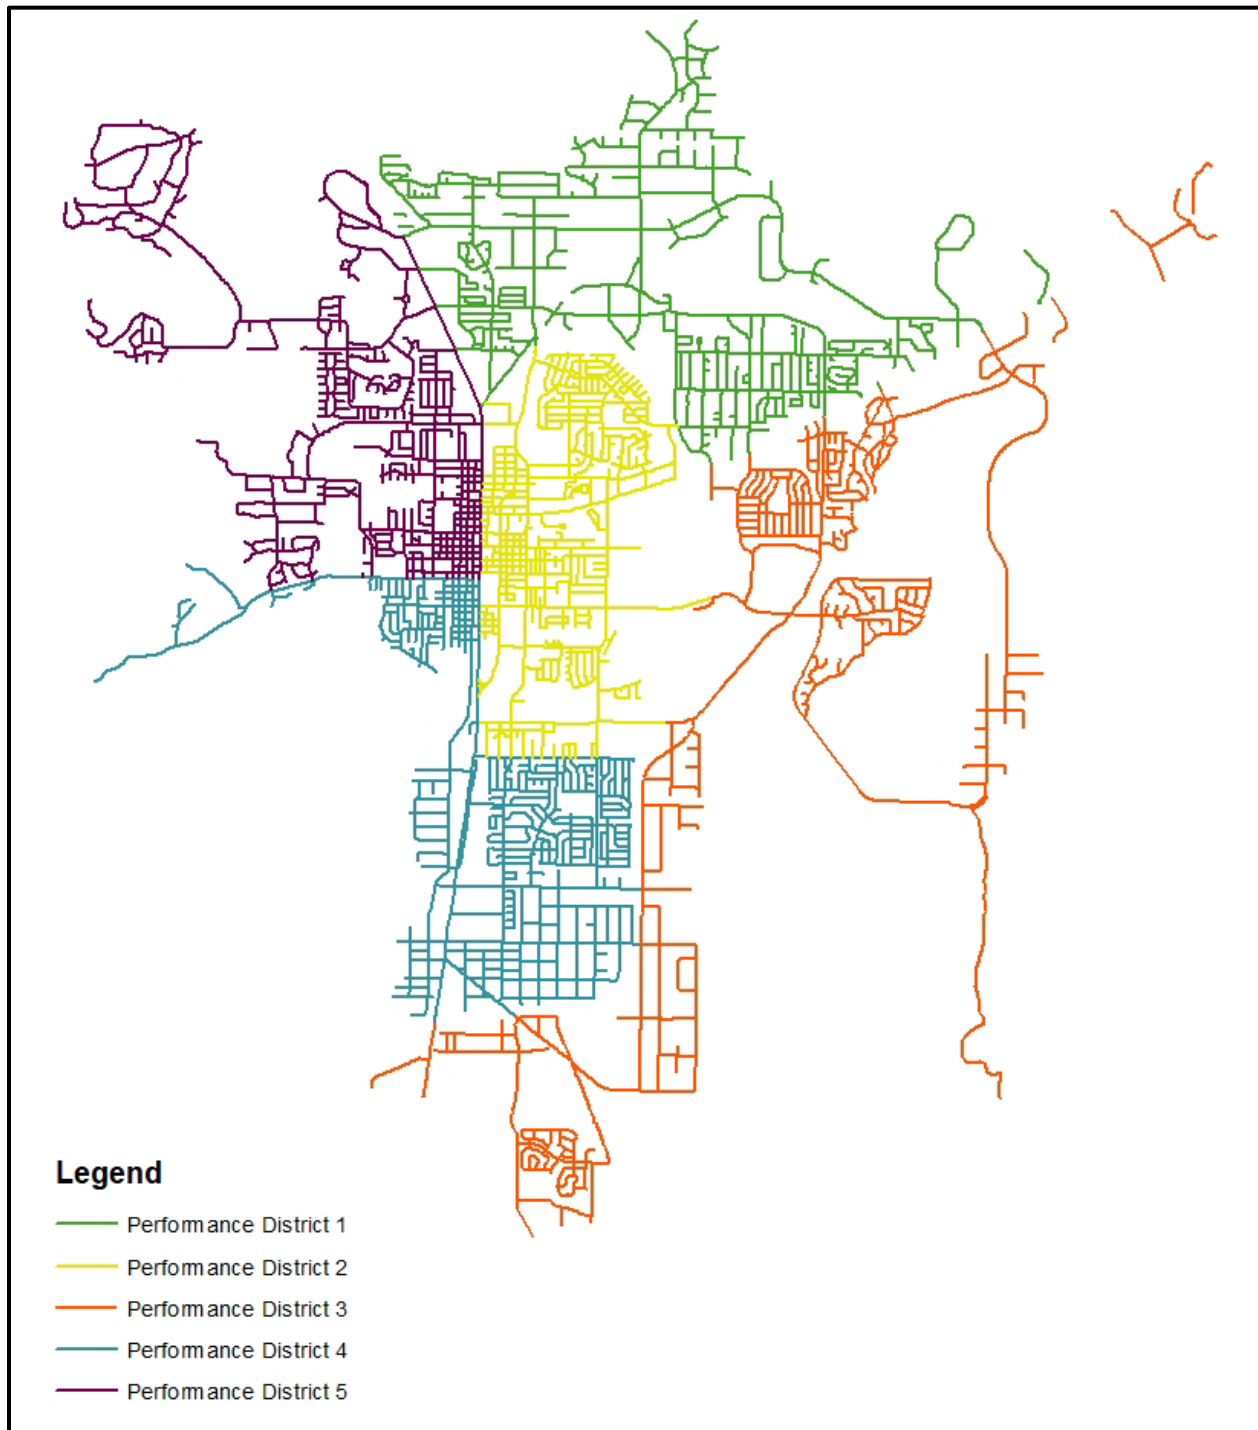 Legend
Performance District 1
Performance District 2
Performance District 3
Performance District 4
Performance District 5